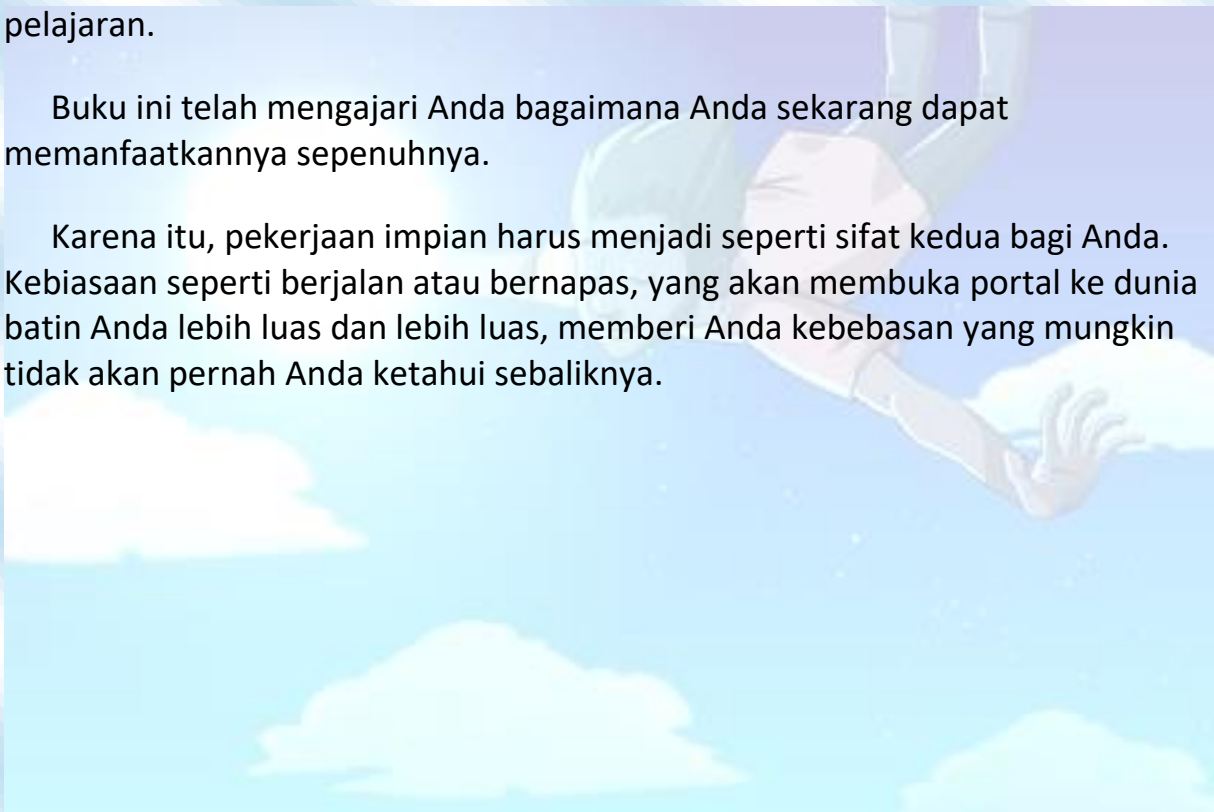 pelajaran.
Buku ini telah mengajari Anda bagaimana Anda sekarang dapat
memanfaatkannya sepenuhnya.
Karena itu, pekerjaan impian harus menjadi seperti sifat kedua bagi Anda.
Kebiasaan seperti berjalan atau bernapas, yang akan membuka portal ke dunia
batin Anda lebih luas dan lebih luas, memberi Anda kebebasan yang mungkin
tidak akan pernah Anda ketahui sebaliknya.